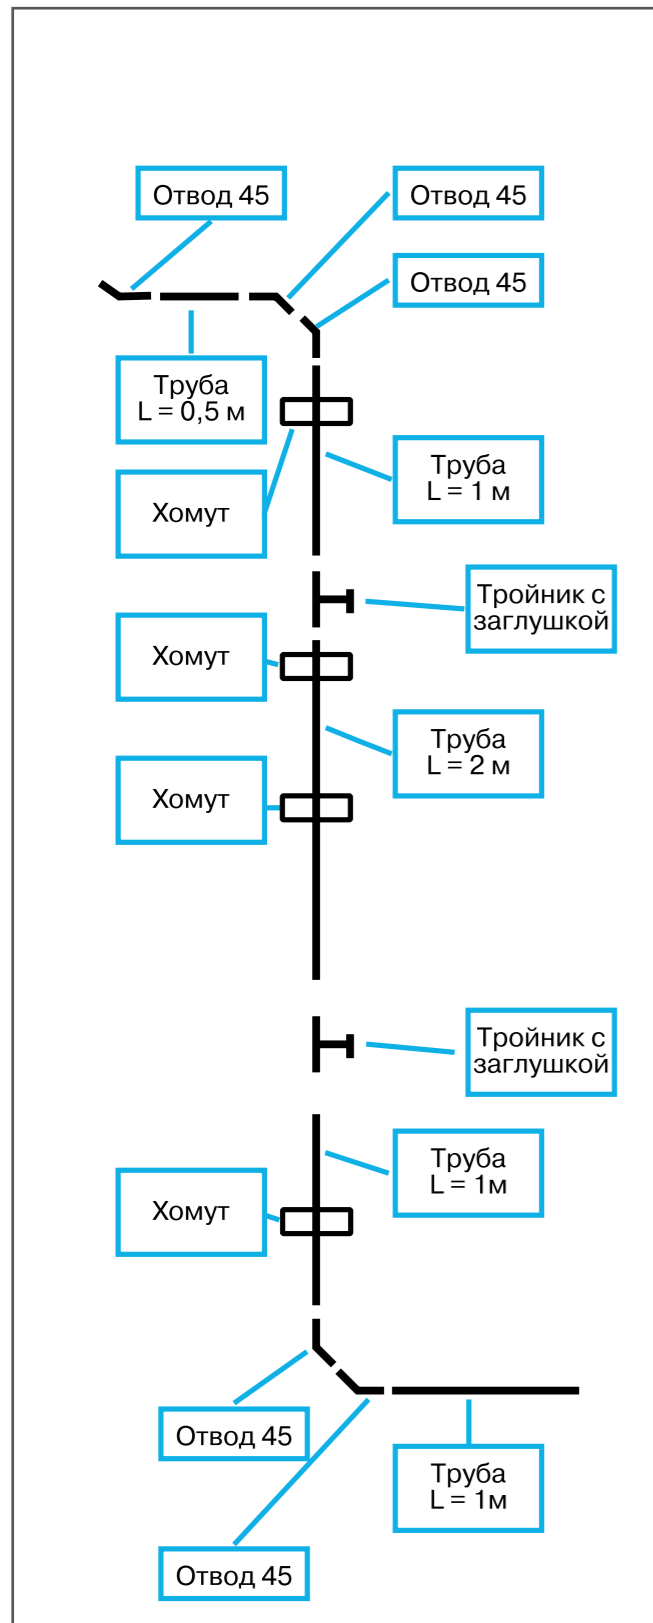 Отвод 45
Отвод 45
Отвод 45
Труба
L = 0,5 м
Труба
L = 1 м
Хомут
Тройник с
заглушкой
Хомут
Труба
L = 2 м
Хомут
Тройник с
заглушкой
Труба
L = 1м
Хомут
Отвод 45
Труба
L = 1м
Отвод 45